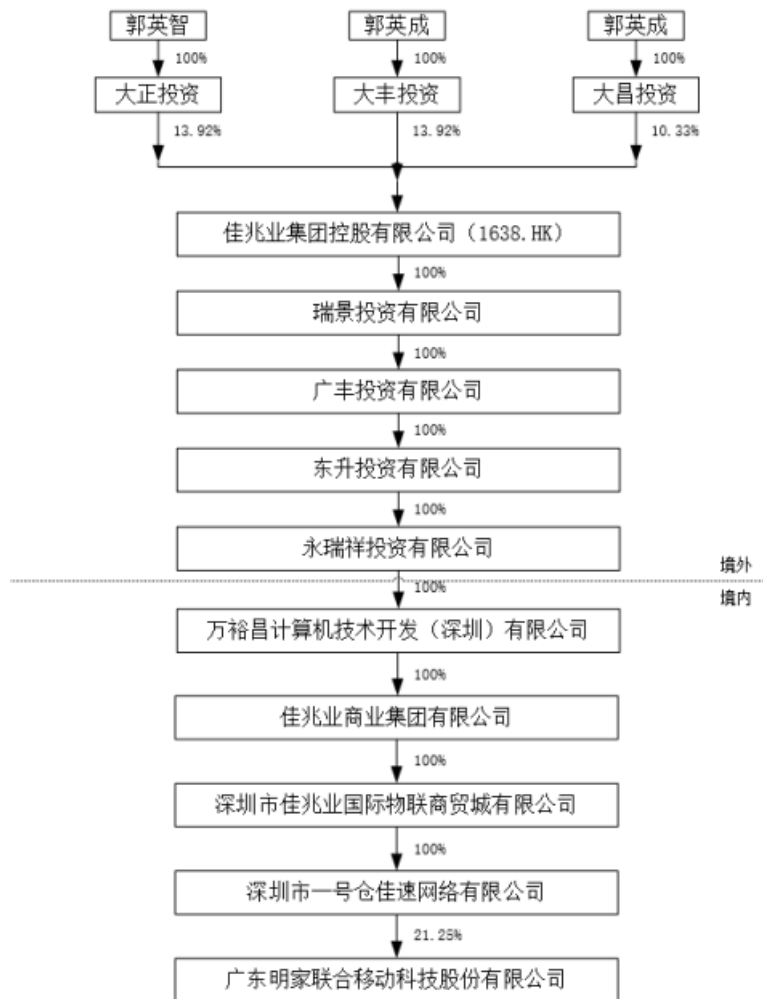 郭英智
郭英成
郭英成
100%
100%
100%
大正投资
大丰投资
大昌投资
13.92%
13.92%
10.33%
佳兆业集团控股有限公司（1638.HK）
100%
瑞景投资有限公司
100%
广丰投资有限公司
100%
东升投资有限公司
100%
永瑞祥投资有限公司
境外
100%
境内
万裕昌计算机技术开发（深圳）有限公司
100%
佳兆业商业集团有限公司
100%
深圳市佳兆业国际物联商贸城有限公司
100%
深圳市一号仓佳速网络有限公司
21.25%
广东明家联合移动科技股份有限公司